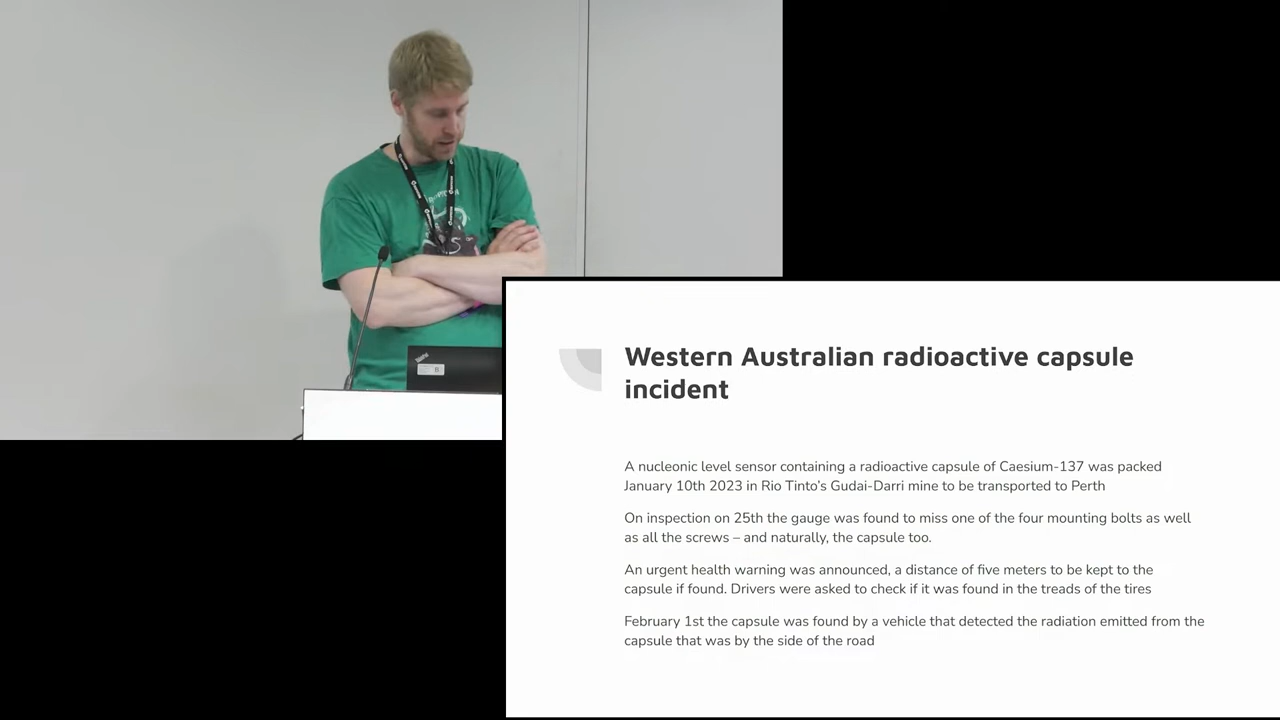 Western Australian radioactive capsule
incident
A nucleonic level sensor containing a radioactive capsule of Caesium-137 was packed
January 10th 2023 in Rio Tinto's Gudai-Darri mine to be transported to Perth
On inspection on 25th the gauge was found to miss one of the four mounting bolts as well
as all the screws – and naturally, the capsule too.
An urgent health warning was announced, a distance of five meters to be kept to the
capsule if found. Drivers were asked to check if it was found in the treads of the tires
February 1st the capsule was found by a vehicle that detected the radiation emitted from the
capsule that was by the side of the road